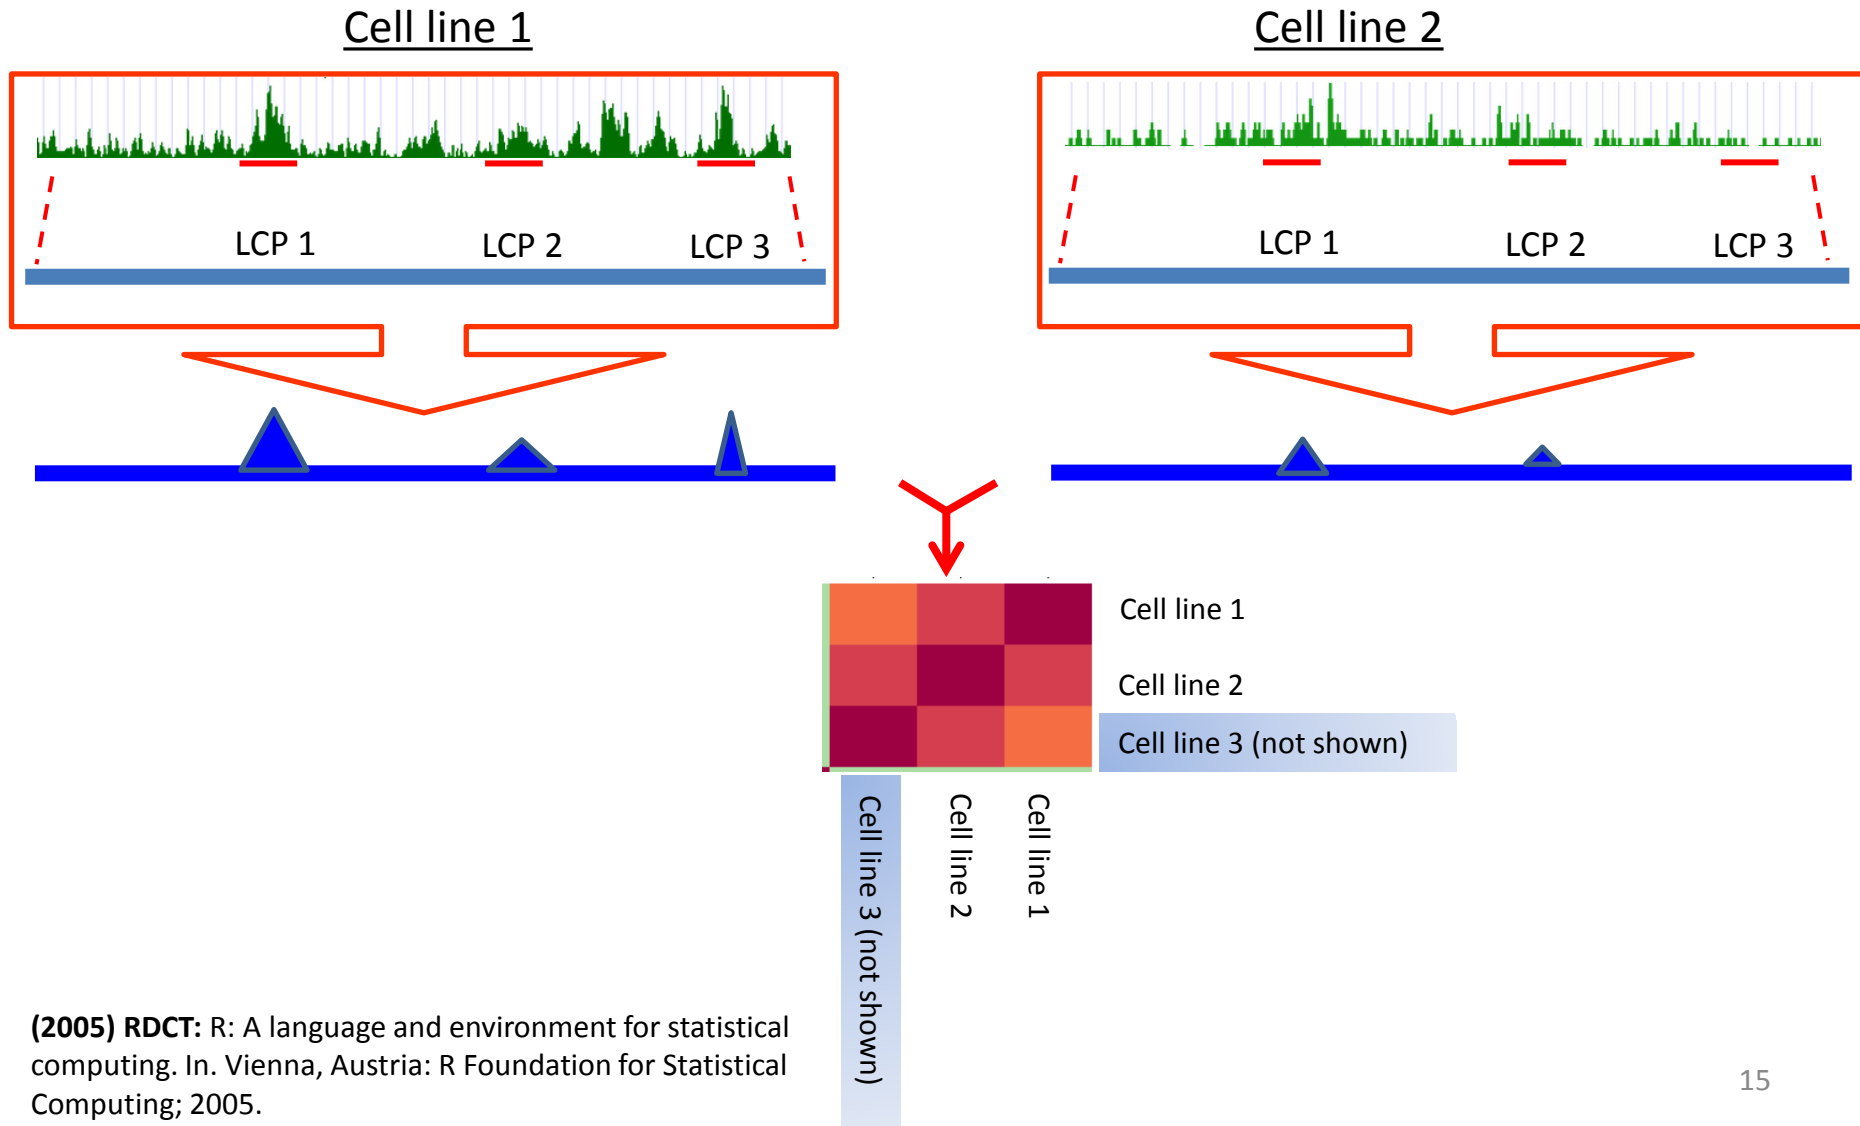 Cell line 1
Cell line 2
LCP 1
LCP 2
LCP 3
LCP 1
LCP 2
LCP 3
Cell line 1
Cell line 2
Cell line 3 (not shown)
Cell line 3 (not shown)
Cell line 2
Cell line 1
(2005) RDCT: R: A language and environment for statistical
computing. In. Vienna, Austria: R Foundation for Statistical
Computing; 2005.
15